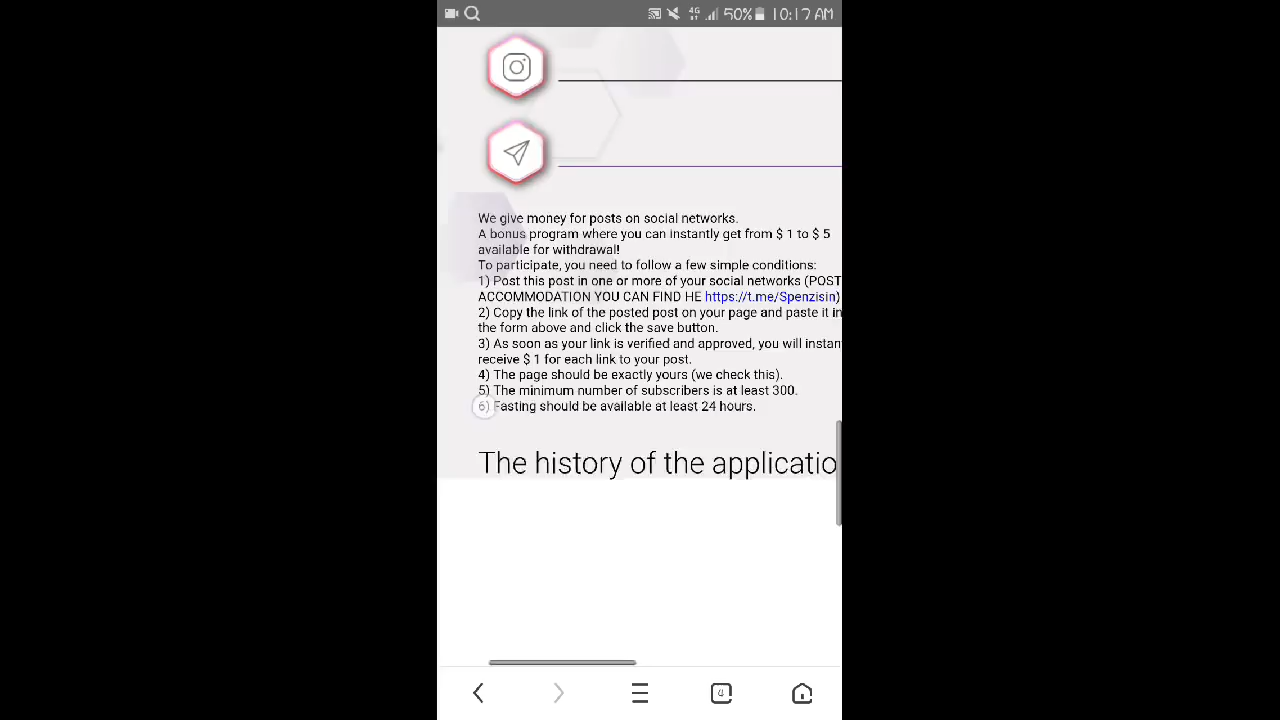 50% 10:17 AM
We give money for posts on social networks.
A bonus program where you can instantly get from $ 1 to $ 5
available for withdrawal!
To participate, you need to follow a few simple conditions:
1) Post this post in one or more of your social networks (POST
ACCOMMODATION YOU CAN FIND HE https://t.me/Spenzisin)
2) Copy the link of the posted post on your page and paste it in
the form above and click the save button.
3) As soon as your link is verified and approved, you will instan
receive $ 1 for each link to your post.
4) The page should be exactly yours (we check this).
5) The minimum number of subscribers is at least 300.
6) Fasting should be available at least 24 hours.
The history of the applicatio